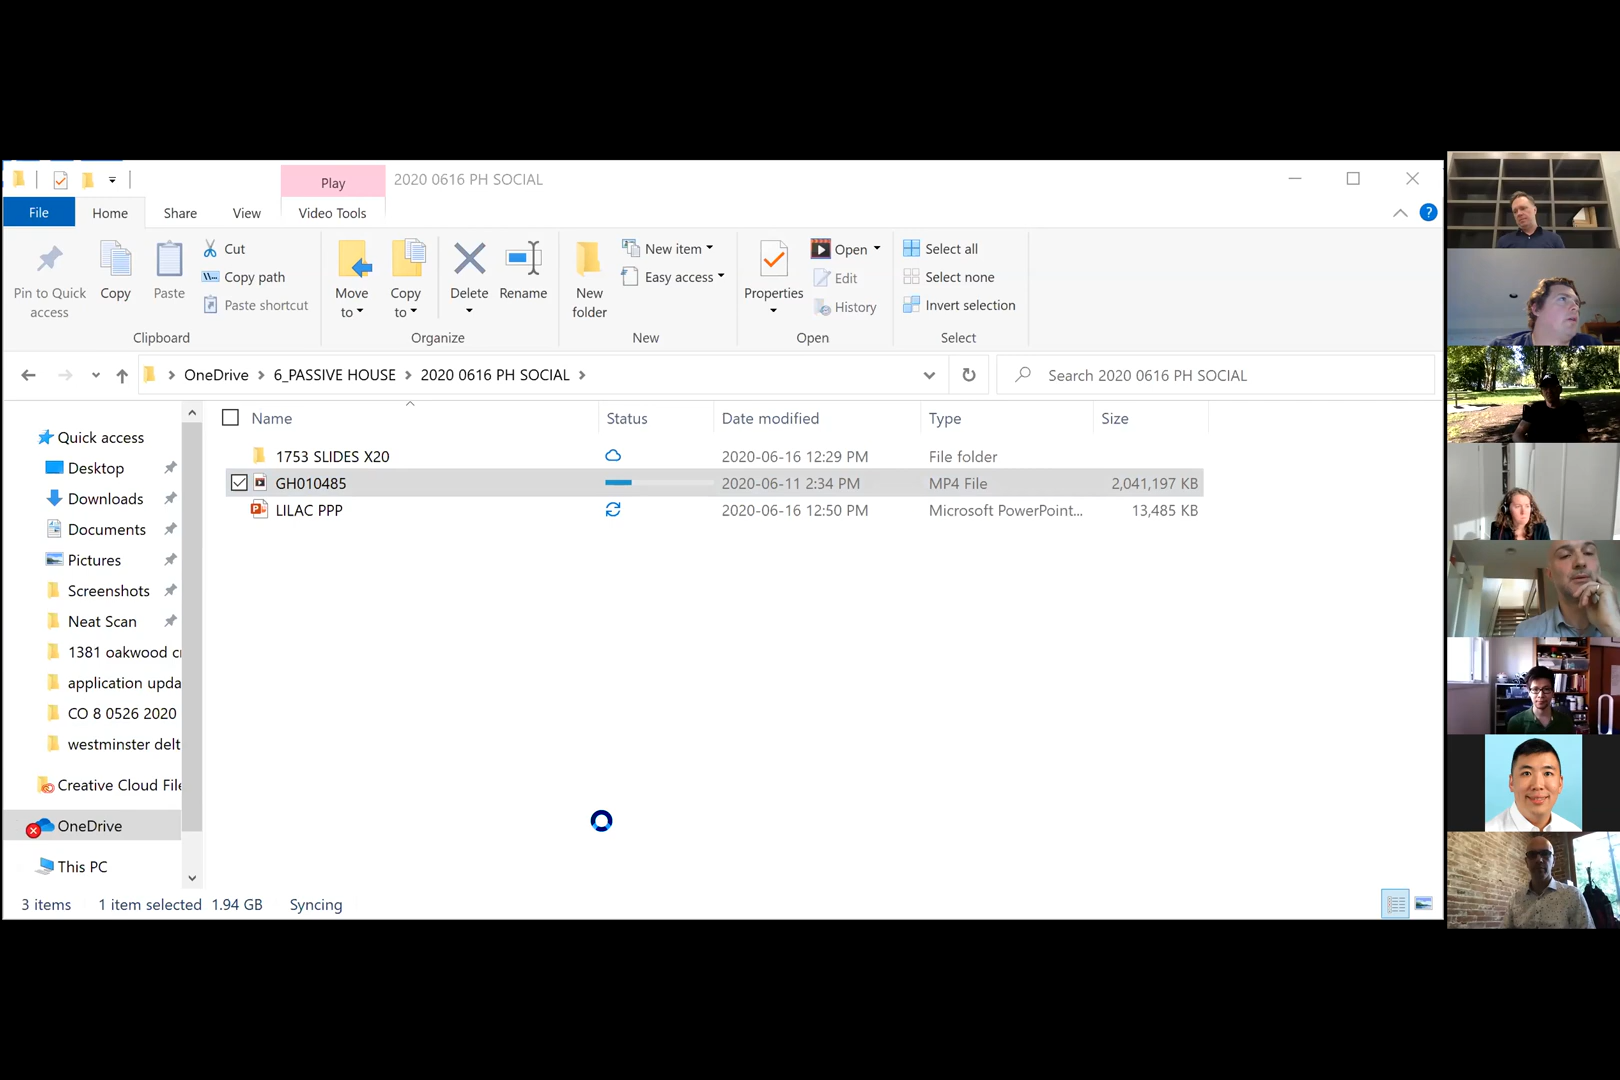 Play
2020 0616 PH SOCIAL
File
Home
Share
View
Video Tools
?
Pin to Quick access
Copy
Paste
Cut
Copy path
Paste shortcut
Clipboard
Move to
Copy to
Delete
Rename
Organize
New folder
New item
Easy access
New
Properties
Open
Edit
History
Open
Select all
Select none
Invert selection
Select
OneDrive
6_PASSIVE HOUSE
2020 0616 PH SOCIAL
Search 2020 0616 PH SOCIAL
Quick access
Desktop
Downloads
Documents
Pictures
Screenshots
Neat Scan
1381 oakwood cr
application upda
CO 8 0526 2020
westminster delt
Creative Cloud File
OneDrive
This PC
Name Status Date modified Type Size
1753 SLIDES X20 2020-06-16 12:29 PM File folder
GH010485 2020-06-11 2:34 PM MP4 File 2,041,197 KB
LILAC PPP 2020-06-16 12:50 PM Microsoft PowerPoint... 13,485 KB
3 items 1 item selected 1.94 GB Syncing